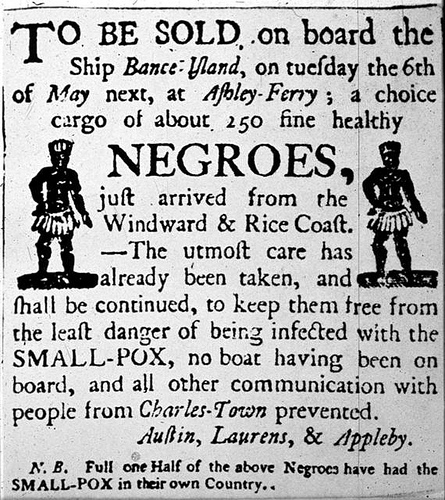 TO BE SOLD on board the
Ship Bance-Iſland, on tueſday the 6th
of May next, at Aſhley-Ferry; a choice
cargo of about 250 fine healthy
NEGROES,
juſt arrived from the
Windward & Rice Coaſt.
—The utmoſt care has
already been taken, and
ſhall be continued, to keep them free from
the leaſt danger of being infected with the
SMALL-POX, no boat having been on
board, and all other communication with
people from Charles-Town prevented.
Auſtin, Laurens, & Appleby.
N. B. Full one Half of the above Negroes have had the
SMALL-POX in their own Country.